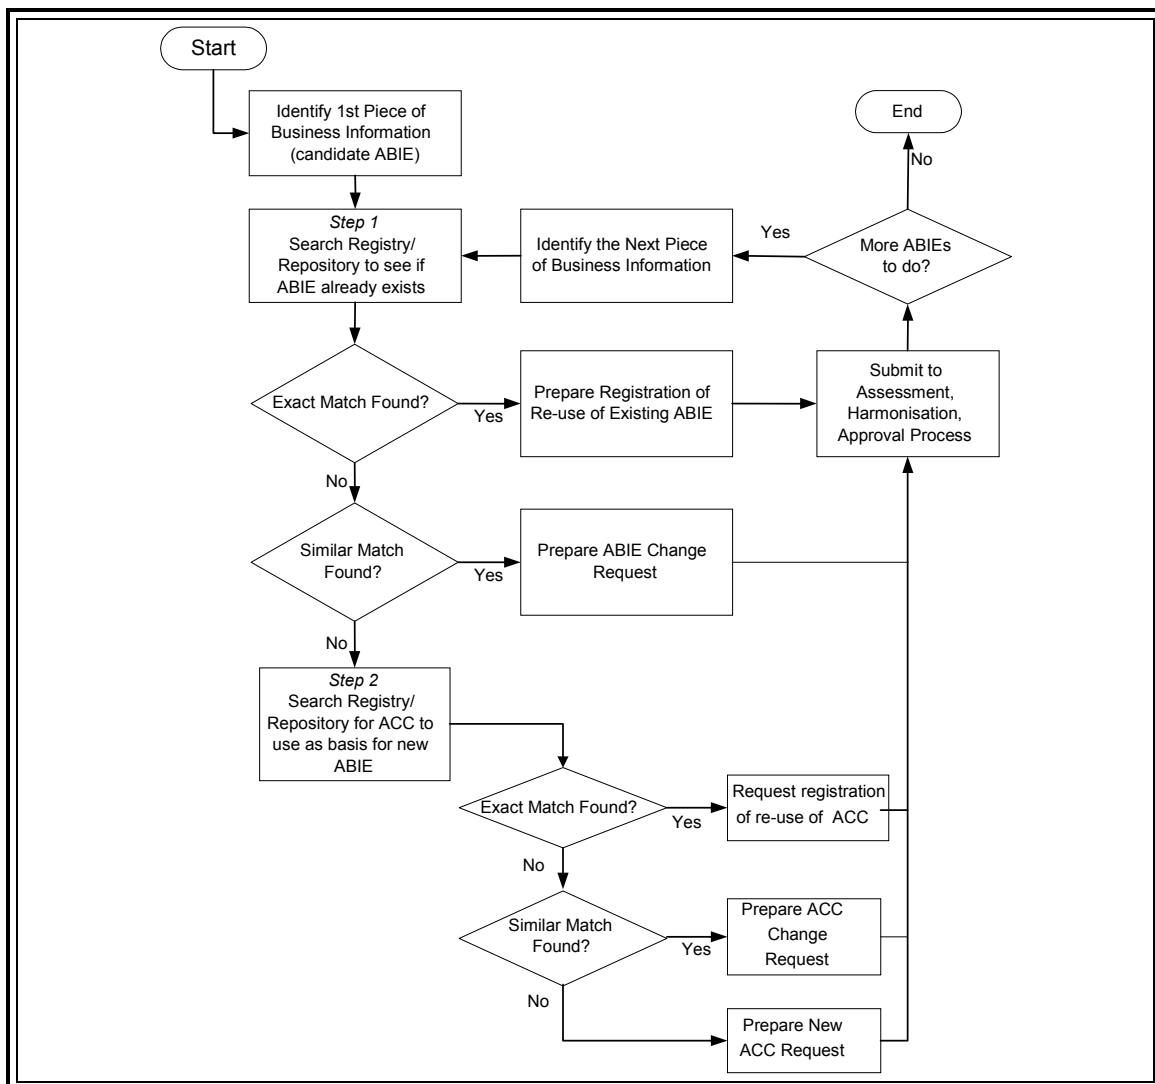 Start
Identify 1st Piece of
Business Information
(candidate ABIE)
End
No
Step 1
Search Registry/
Repository to see if
ABIE already exists
Identify the Next Piece
of Business Information
Yes
More ABIEs
to do?
Exact Match Found?
Yes
Prepare Registration of
Re-use of Existing ABIE
Submit to
Assessment,
Harmonisation,
Approval Process
No
Similar Match
Found?
Yes
Prepare ABIE Change
Request
No
Step 2
Search Registry/
Repository for ACC to
use as basis for new
ABIE
Exact Match Found?
Yes
Request registration
of re-use of ACC
No
Similar Match
Found?
Yes
Prepare ACC
Change
Request
No
Prepare New
ACC Request